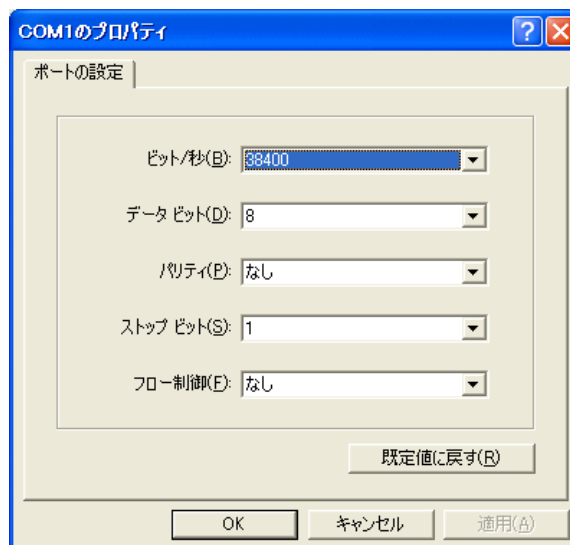 COM1のプロパティ
ポートの設定
ビット/秒(B): 38400
データ ビット(D): 8
パリティ(P): なし
ストップ ビット(S): 1
フロー制御(F): なし
既定値に戻す(R)
OK キャンセル 適用(A)